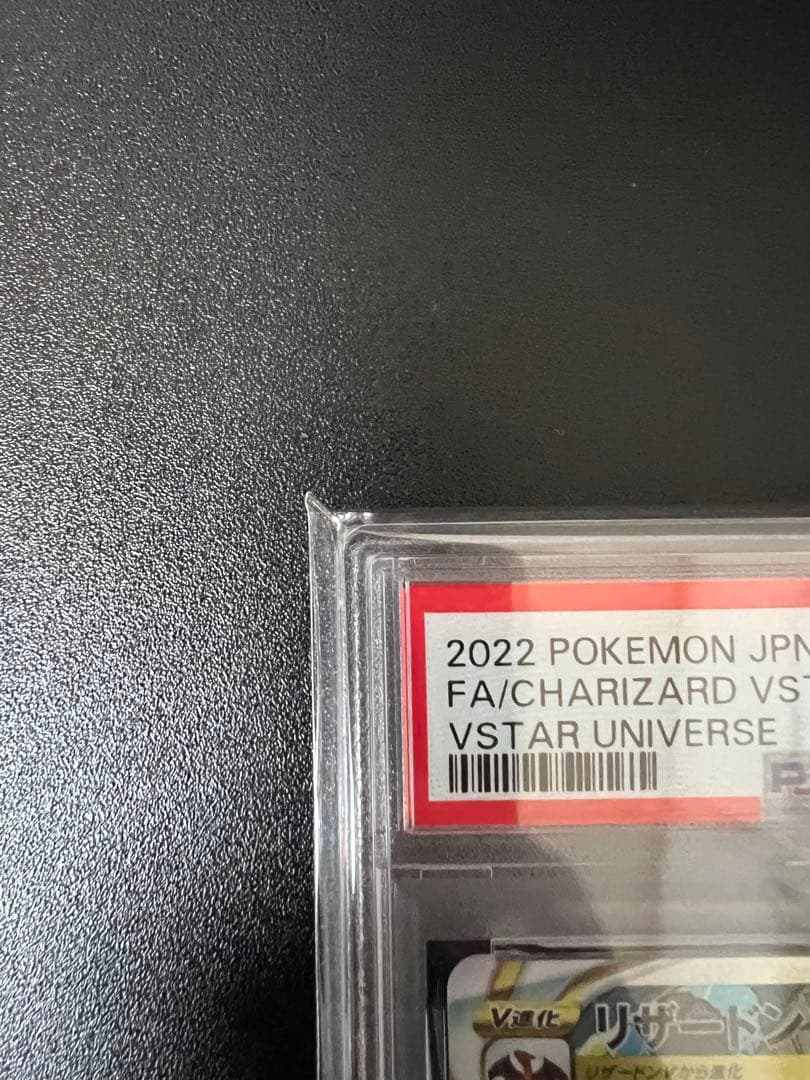 2022 POKEMON JPN
FA/CHARIZARD VST
VSTAR UNIVERSE
V進化
リザードン
リザードンVから進化